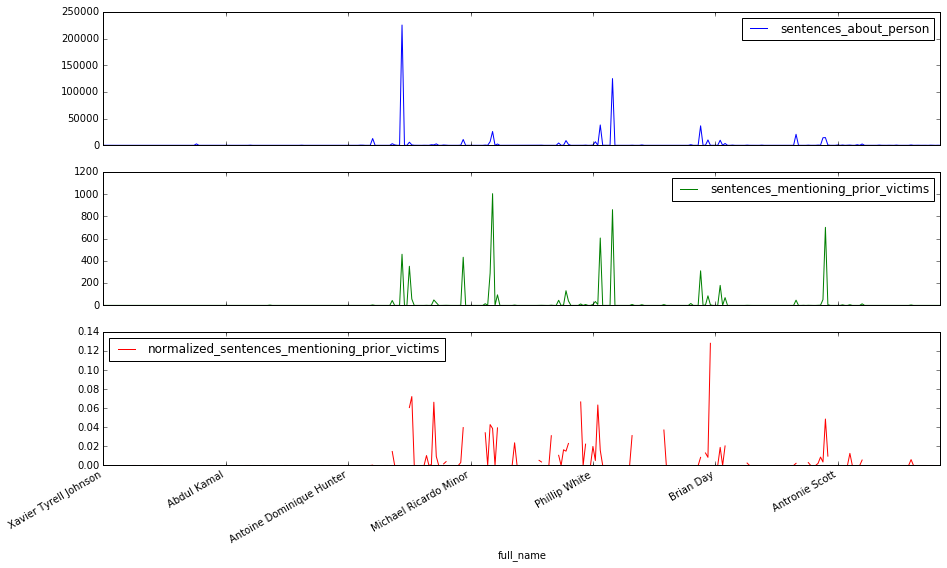 250000
200000
150000
100000
50000
0
sentences_about_person
1200
1000
800
600
400
200
0
sentences_mentioning_prior_victims
0.14
0.12
0.10
0.08
0.06
0.04
0.02
0.00
normalized_sentences_mentioning_prior_victims
Xavier Tyrell Johnson
Abdul Kamal
Antoine Dominique Hunter
Michael Ricardo Minor
Phillip White
Brian Day
Antronie Scott
full_name